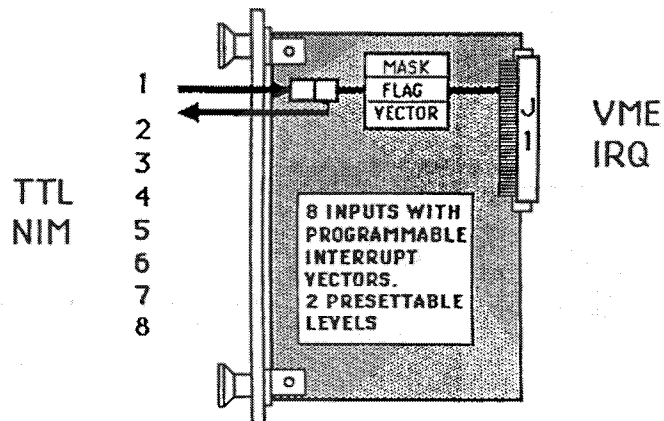 TTL
NIM
1
2
3
4
5
6
7
8
MASK
FLAG
VECTOR
J
1
8 INPUTS WITH
PROGRAMMABLE
INTERRUPT
VECTORS.
2 PRESETTABLE
LEVELS
VME
IRQ